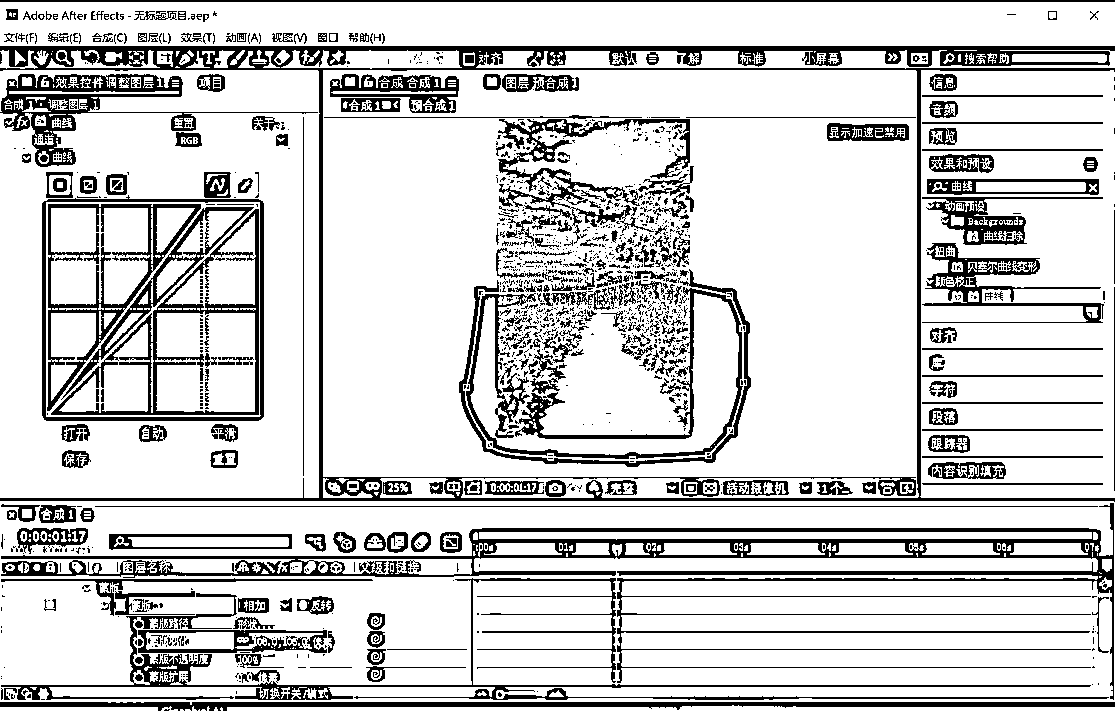 Adobe After Effects - 无标题项目.aep *
文件(F) 编辑(E) 合成(C) 图层(L) 效果(T) 动画(A) 视图(V) 窗口 帮助(H)
对齐 默认 了解 标准 小屏幕 搜索帮助
效果控件 调整图层 1 项目
合成 1 调整图层 1
fx 曲线 重置 关于...
通道: RGB
曲线
打开 自动 平滑
保存 重置
合成 合成 1 图层 预合成 1
合成 1 预合成 1
显示加速已禁用
25% 0:00:01:17 完整 活动摄像机 1个...
信息
音频
预览
效果和预设
曲线
动画预设
Backgrounds
曲线扫除
扭曲
贝塞尔曲线变形
颜色校正
曲线
对齐
库
字符
段落
跟踪器
内容识别填充
合成 1
0:00:01:17
:00s 01s 02s 03s 04s 05s 06s 07s
图层名称 父级和链接
蒙版
相加 反转
蒙版路径 形状...
蒙版羽化 像素
蒙版不透明度 100%
蒙版扩展 0.0 像素
切换开关/模式